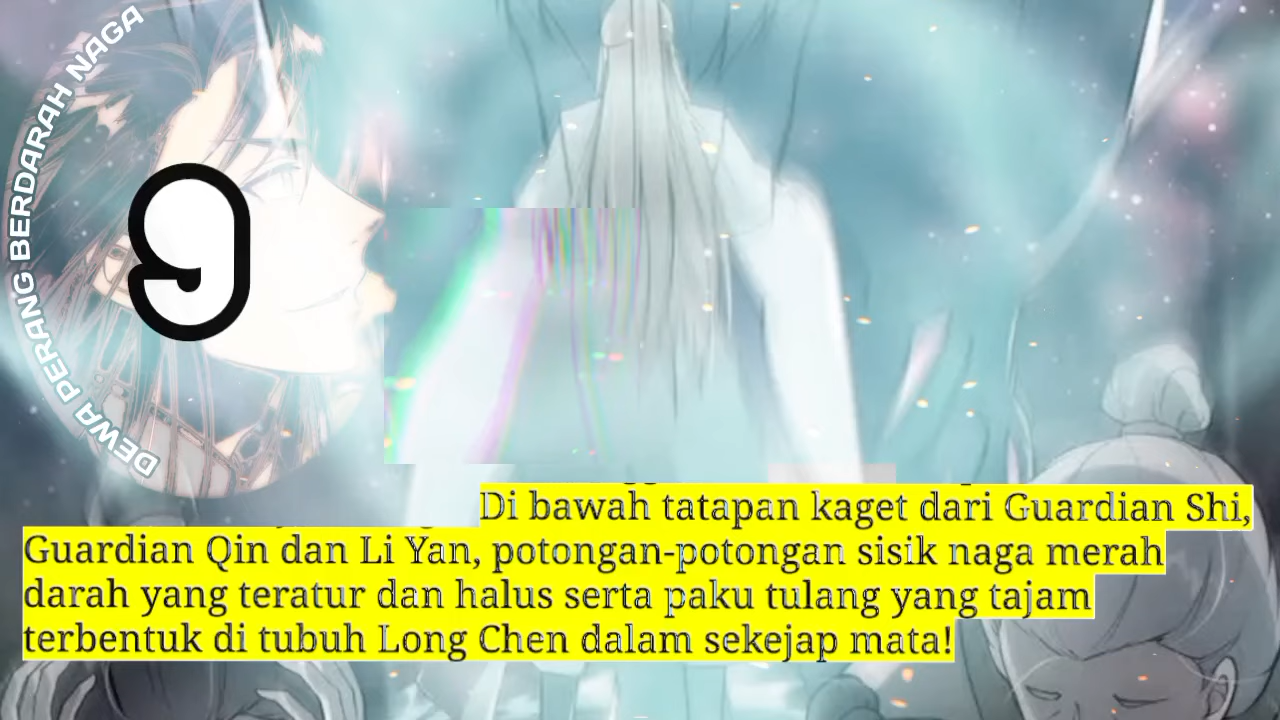 DEWA PERANG BERDARAH NAGA
9
Di bawah tatapan kaget dari Guardian Shi,
Guardian Qin dan Li Yan, potongan-potongan sisik naga merah
darah yang teratur dan halus serta paku tulang yang tajam
terbentuk di tubuh Long Chen dalam sekejap mata!